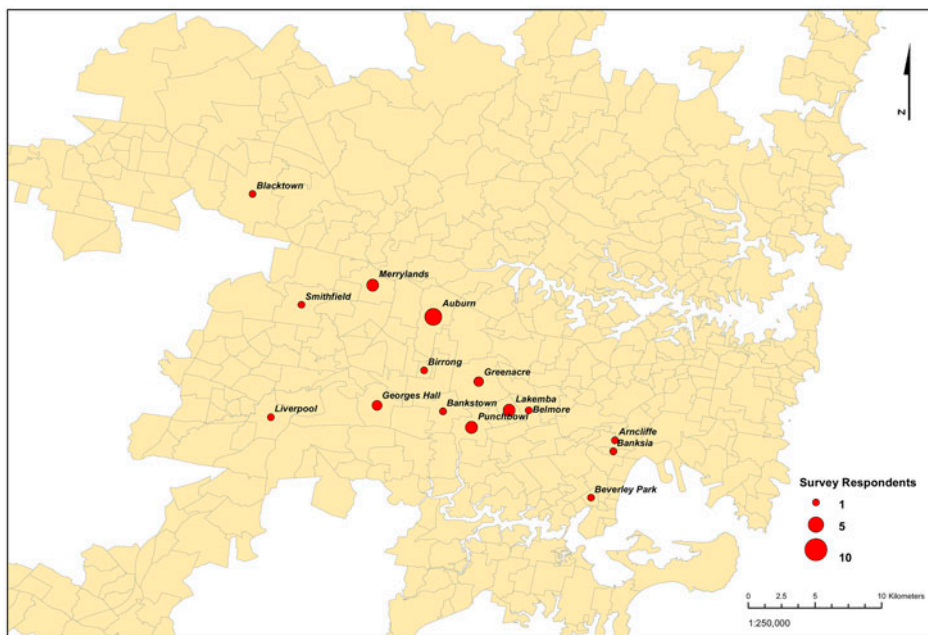 N
Blacktown
Merrylands
Smithfield
Auburn
Birrong
Greenacre
Georges Hall
Lakemba
Bankstown
Belmore
Liverpool
Punchbowl
Arncliffe
Banksia
Beverley Park
Survey Respondents
1
5
10
0 2.5 5 10 Kilometers
1:250,000